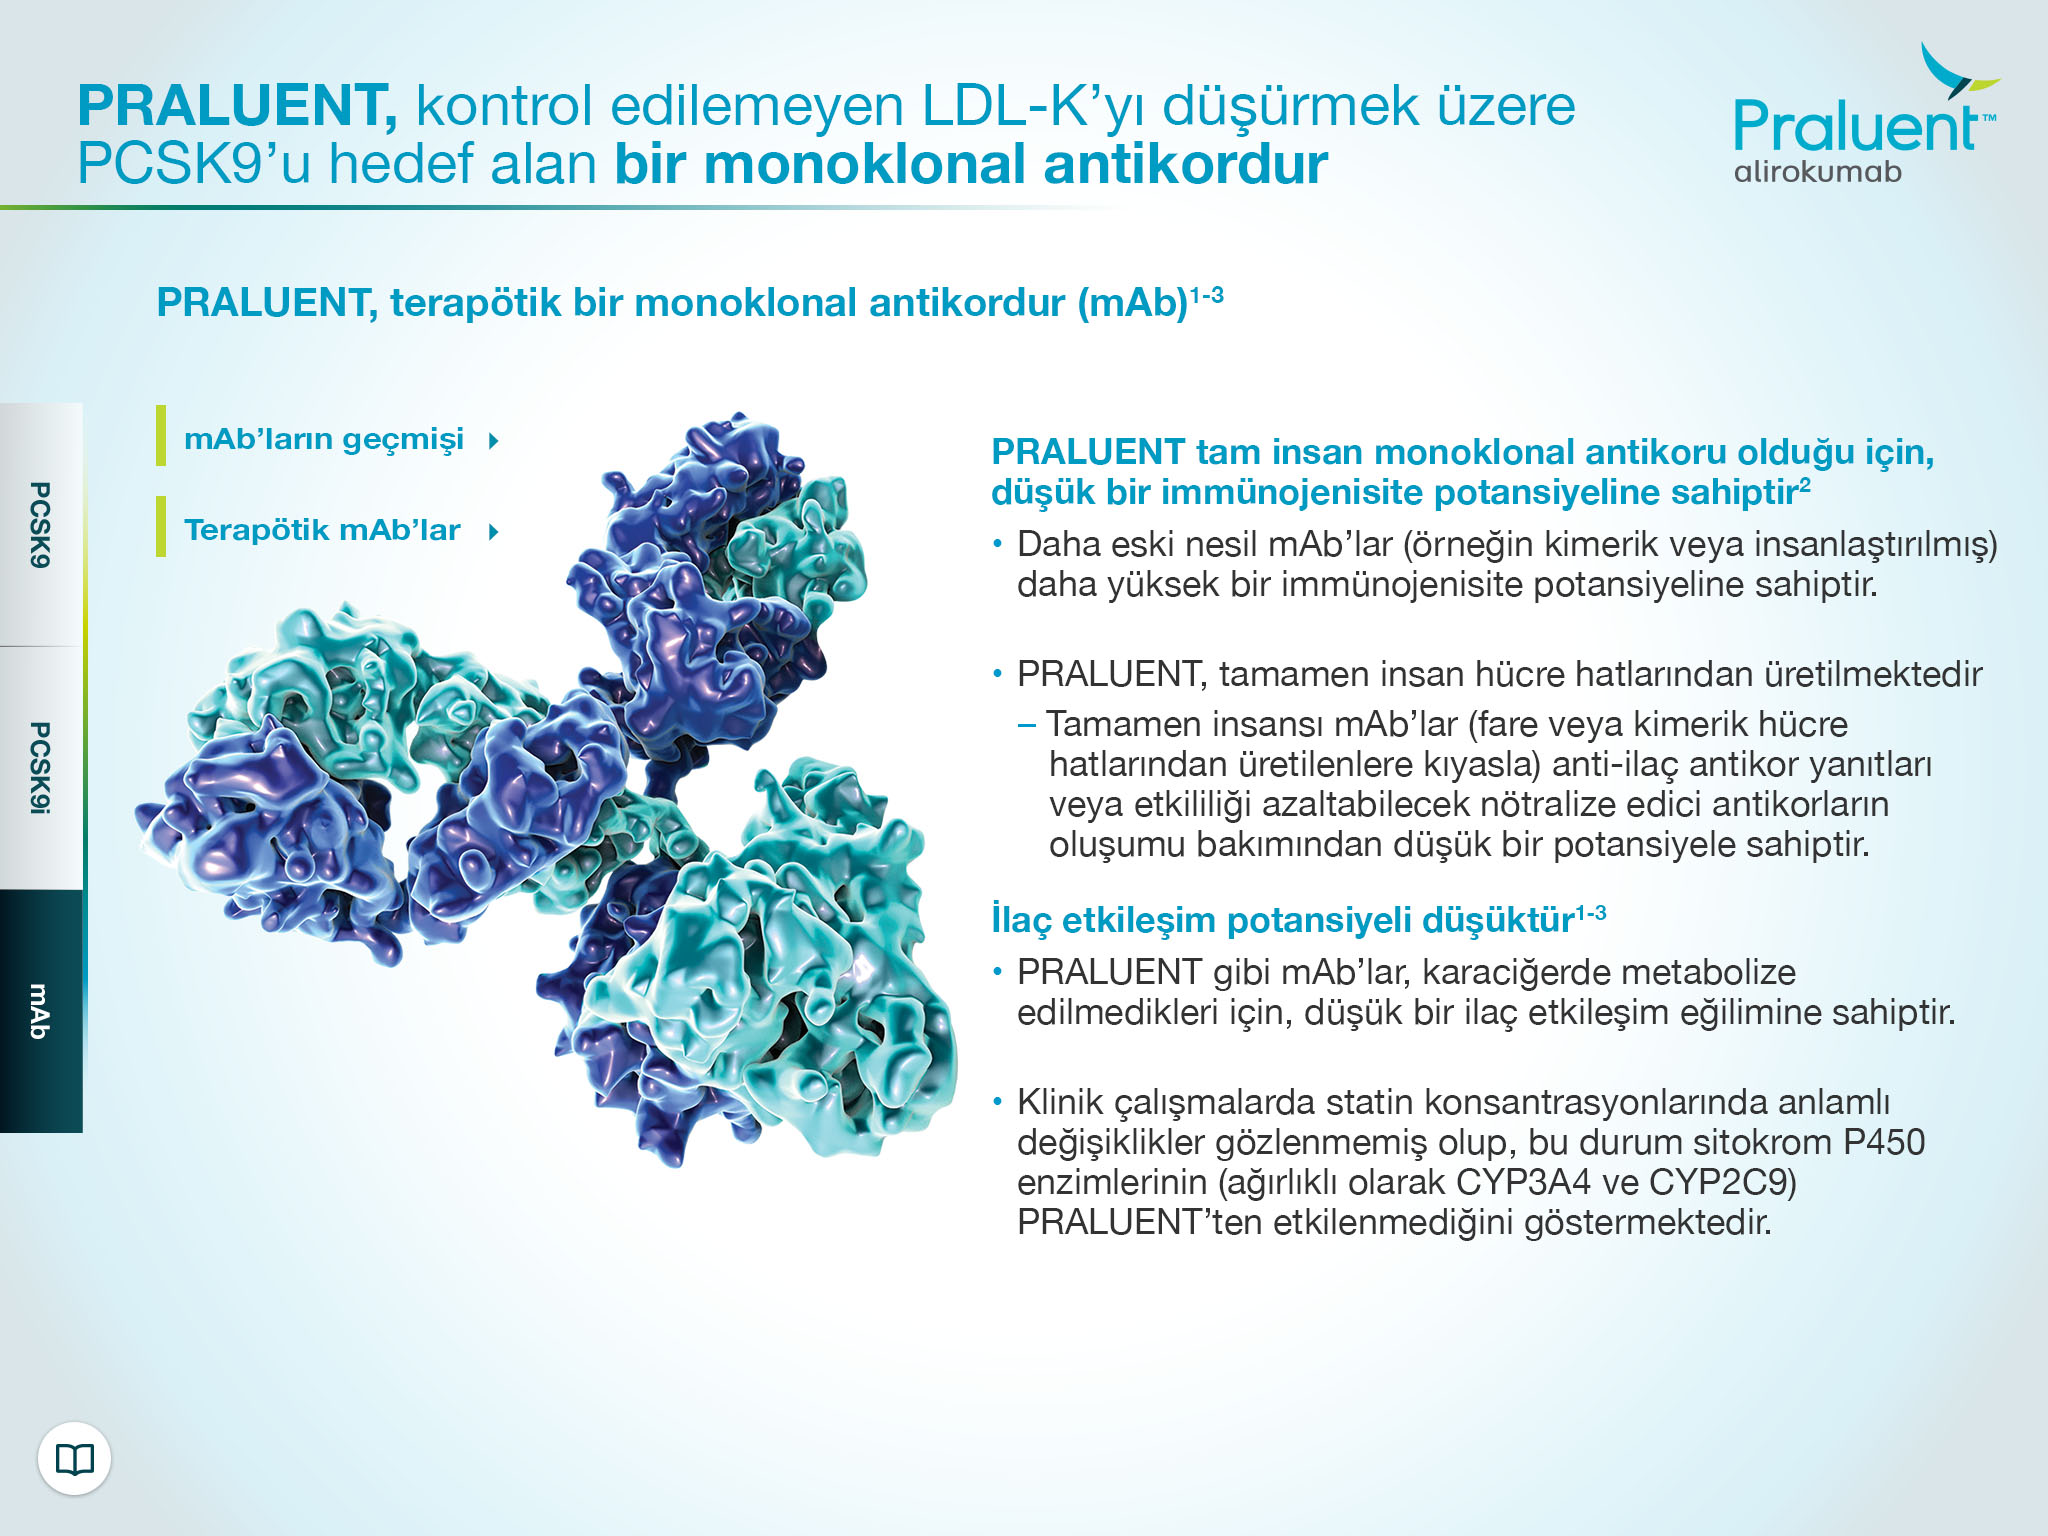 PRALUENT, kontrol edilemeyen LDL-K’yı düşürmek üzere
PCSK9’u hedef alan bir monoklonal antikordur
Praluent™
alirokumab
PRALUENT, terapötik bir monoklonal antikordur (mAb)¹⁻³
mAb’ların geçmişi
Terapötik mAb’lar
PCSK9
PCSK9i
mAb
PRALUENT tam insan monoklonal antikoru olduğu için,
düşük bir immünojenisite potansiyeline sahiptir²
• Daha eski nesil mAb’lar (örneğin kimerik veya insanlaştırılmış)
daha yüksek bir immünojenisite potansiyeline sahiptir.
• PRALUENT, tamamen insan hücre hatlarından üretilmektedir
– Tamamen insansı mAb’lar (fare veya kimerik hücre
hatlarından üretilenlere kıyasla) anti-ilaç antikor yanıtları
veya etkililiği azaltabilecek nötralize edici antikorların
oluşumu bakımından düşük bir potansiyele sahiptir.
İlaç etkileşim potansiyeli düşüktür¹⁻³
• PRALUENT gibi mAb’lar, karaciğerde metabolize
edilmedikleri için, düşük bir ilaç etkileşim eğilimine sahiptir.
• Klinik çalışmalarda statin konsantrasyonlarında anlamlı
değişiklikler gözlenmemiş olup, bu durum sitokrom P450
enzimlerinin (ağırlıklı olarak CYP3A4 ve CYP2C9)
PRALUENT’ten etkilenmediğini göstermektedir.